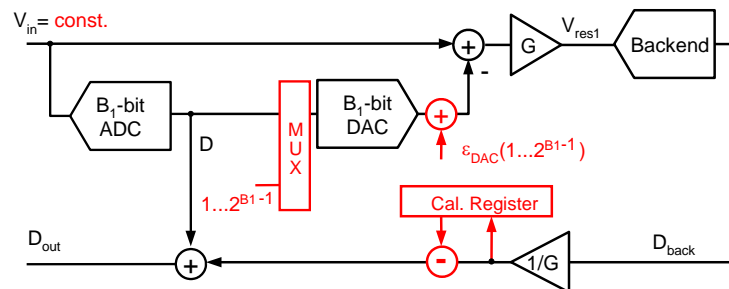 V_in= const.
+
G
V_res1
Backend
-
B_1-bit
ADC
D
M
U
X
B_1-bit
DAC
+
ε_DAC(1...2^B1-1)
1...2^B1-1
Cal. Register
D_out
+
-
1/G
D_back